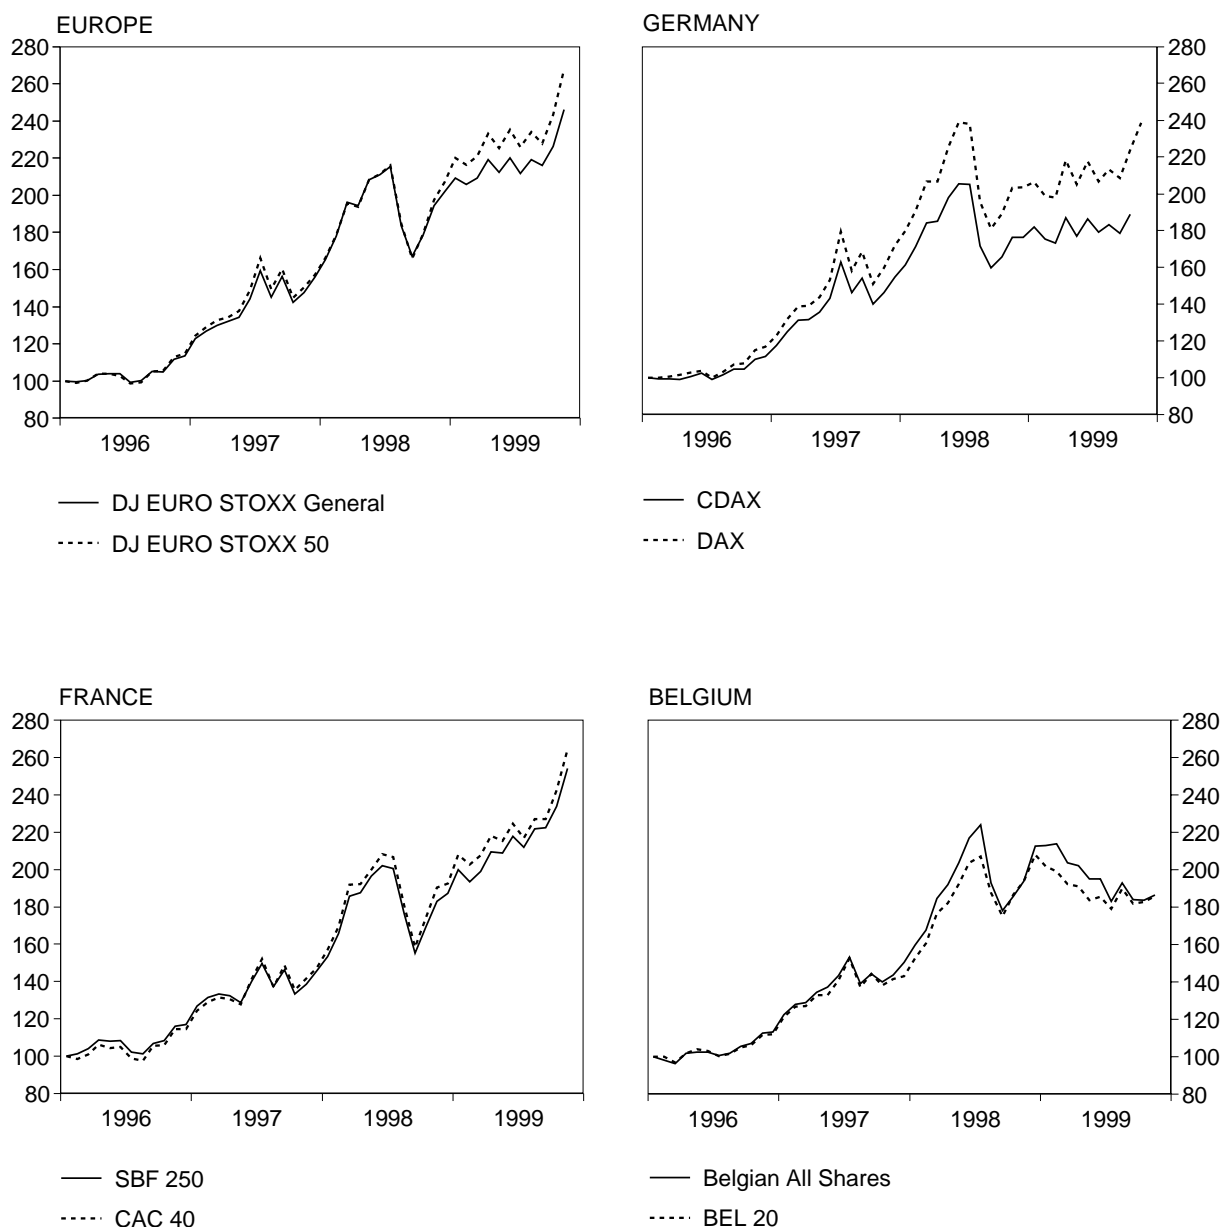 EUROPE
280
260
240
220
200
180
160
140
120
100
80
1996 1997 1998 1999
DJ EURO STOXX General
DJ EURO STOXX 50
GERMANY
280
260
240
220
200
180
160
140
120
100
80
1996 1997 1998 1999
CDAX
DAX
FRANCE
280
260
240
220
200
180
160
140
120
100
80
1996 1997 1998 1999
SBF 250
CAC 40
BELGIUM
280
260
240
220
200
180
160
140
120
100
80
1996 1997 1998 1999
Belgian All Shares
BEL 20